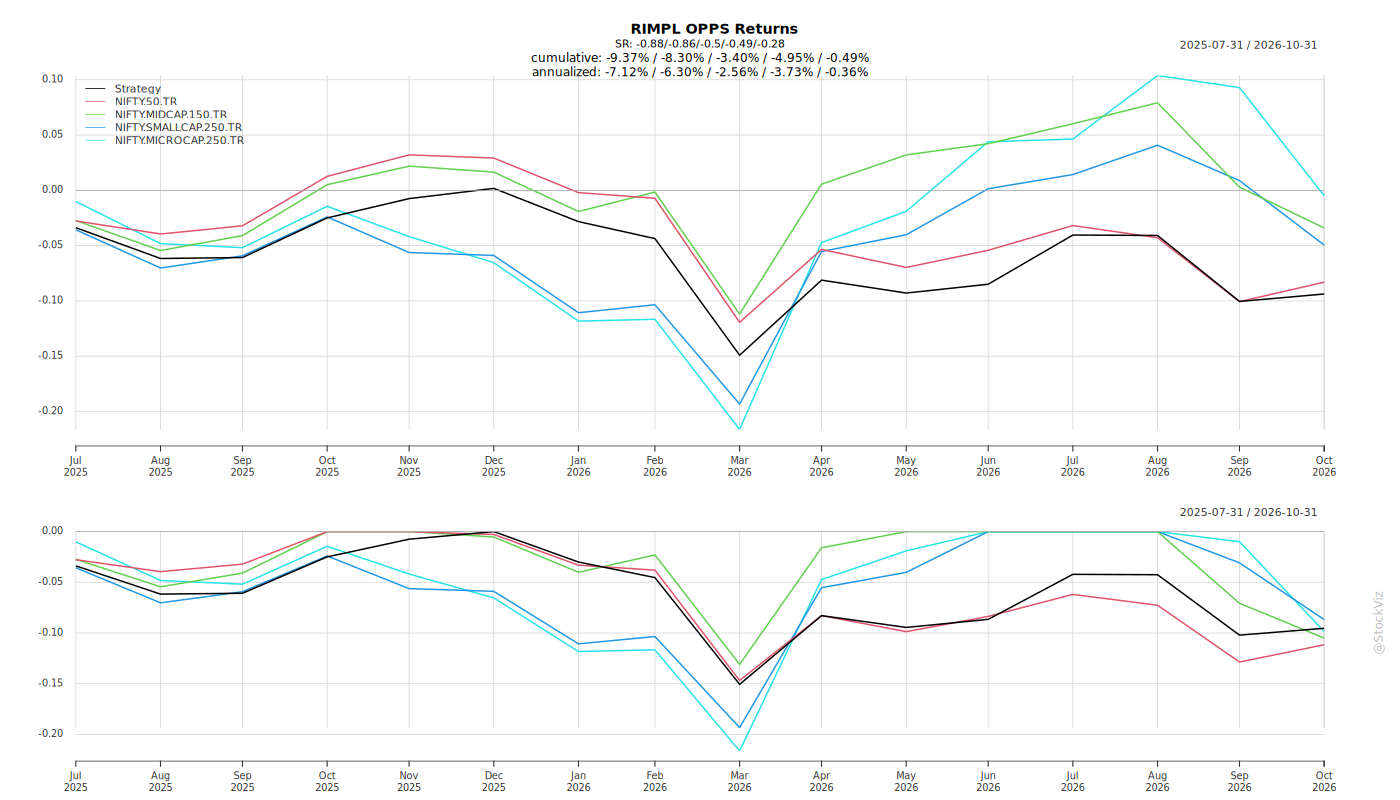 RIMPL OPPS Returns
SR: -0.88/-0.86/-0.5/-0.49/-0.28
cumulative: -9.37% / -8.30% / -3.40% / -4.95% / -0.49%
annualized: -7.12% / -6.30% / -2.56% / -3.73% / -0.36%
2025-07-31 / 2026-10-31
Strategy
NIFTY.50.TR
NIFTY.MIDCAP.150.TR
NIFTY.SMALLCAP.250.TR
NIFTY.MICROCAP.250.TR
0.10
0.05
0.00
-0.05
-0.10
-0.15
-0.20
Jul Aug Sep Oct Nov Dec Jan Feb Mar Apr May Jun Jul Aug Sep Oct
2025 2025 2025 2025 2025 2025 2026 2026 2026 2026 2026 2026 2026 2026 2026 2026
2025-07-31 / 2026-10-31
0.00
-0.05
-0.10
-0.15
-0.20
Jul Aug Sep Oct Nov Dec Jan Feb Mar Apr May Jun Jul Aug Sep Oct
2025 2025 2025 2025 2025 2025 2026 2026 2026 2026 2026 2026 2026 2026 2026 2026
@StockViz